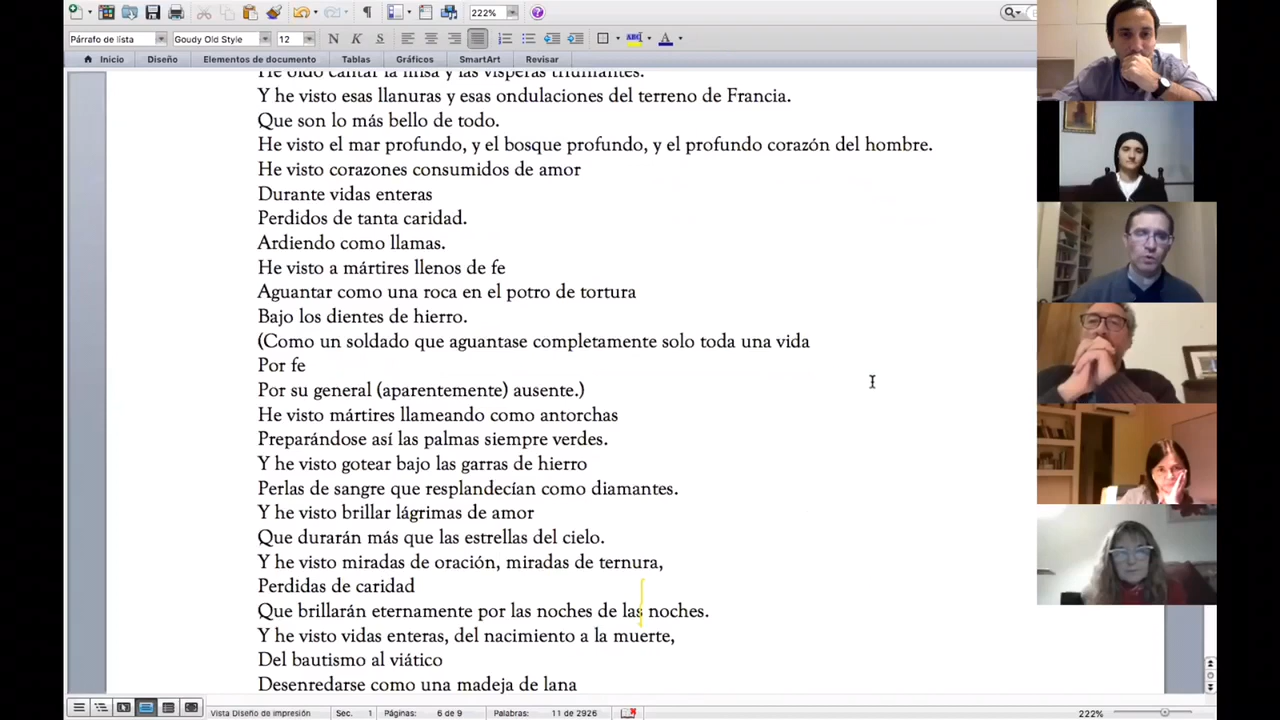 222%
Párrafo de lista
Goudy Old Style
12
N K S
ABC A
Inicio Diseño Elementos de documento Tablas Gráficos SmartArt Revisar
He oído cantar la misa y las vísperas triunfantes.
Y he visto esas llanuras y esas ondulaciones del terreno de Francia.
Que son lo más bello de todo.
He visto el mar profundo, y el bosque profundo, y el profundo corazón del hombre.
He visto corazones consumidos de amor
Durante vidas enteras
Perdidos de tanta caridad.
Ardiendo como llamas.
He visto a mártires llenos de fe
Aguantar como una roca en el potro de tortura
Bajo los dientes de hierro.
(Como un soldado que aguantase completamente solo toda una vida
Por fe
Por su general (aparentemente) ausente.)
He visto mártires llameando como antorchas
Preparándose así las palmas siempre verdes.
Y he visto gotear bajo las garras de hierro
Perlas de sangre que resplandecían como diamantes.
Y he visto brillar lágrimas de amor
Que durarán más que las estrellas del cielo.
Y he visto miradas de oración, miradas de ternura,
Perdidas de caridad
Que brillarán eternamente por las noches de las noches.
Y he visto vidas enteras, del nacimiento a la muerte,
Del bautismo al viático
Desenredarse como una madeja de lana
Vista Diseño de impresión Sec. 1 Páginas: 6 de 9 Palabras: 11 de 2926 222%